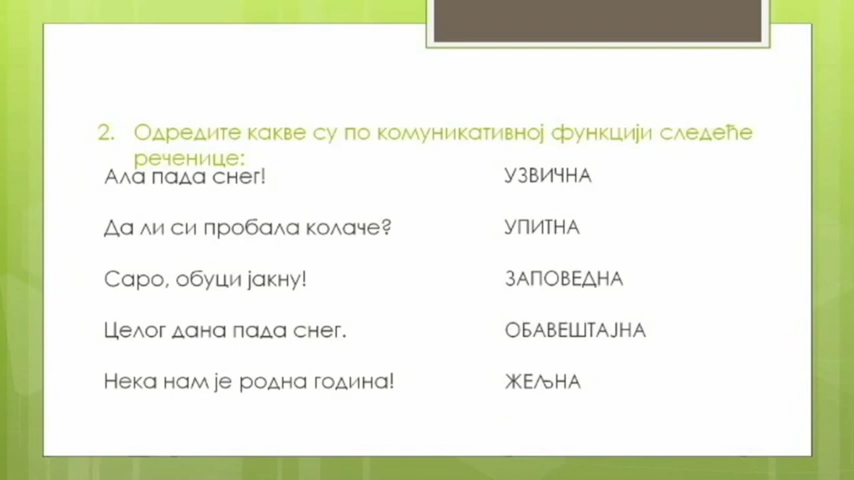 2. Одредите какве су по комуникативној функцији следеће
реченице:
Ала пада снег! УЗВИЧНА
Да ли си пробала колаче? УПИТНА
Саро, обуци јакну! ЗАПОВЕДНА
Целог дана пада снег. ОБАВЕШТАЈНА
Нека нам је родна година! ЖЕЉНА